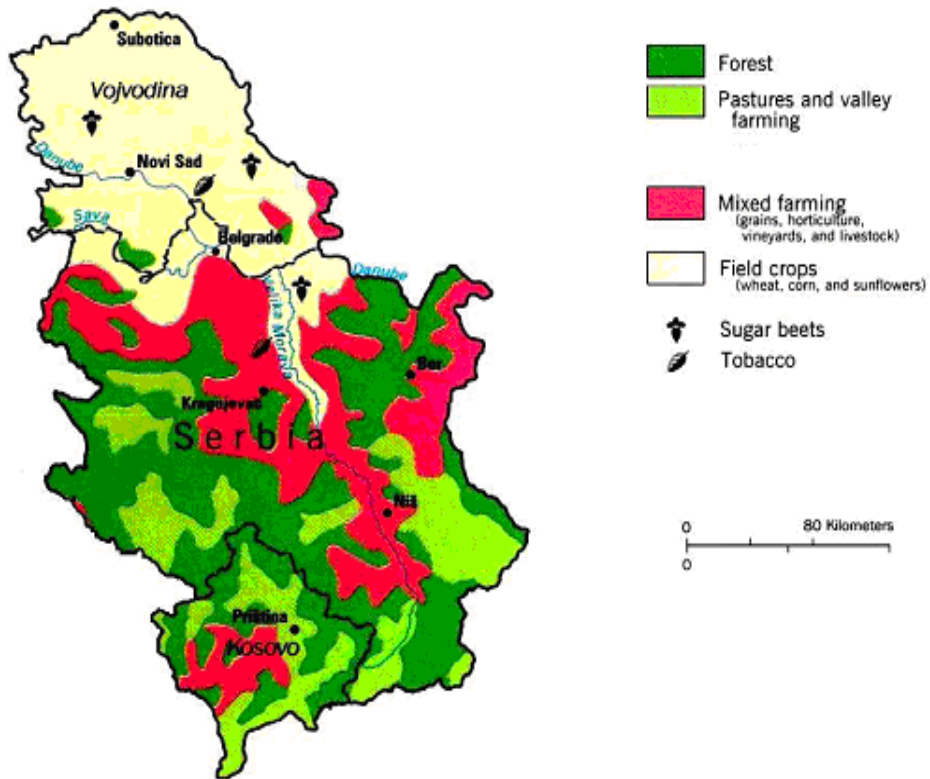 Subotica
Vojvodina
Danube
Novi Sad
Sava
Belgrade
Danube
Velika Morava
Bor
Kragujevac
Serbia
Niš
Priština
Kosovo
Forest
Pastures and valley
farming
Mixed farming
(grains, horticulture,
vineyards, and livestock)
Field crops
(wheat, corn, and sunflowers)
Sugar beets
Tobacco
0 80 Kilometers
0